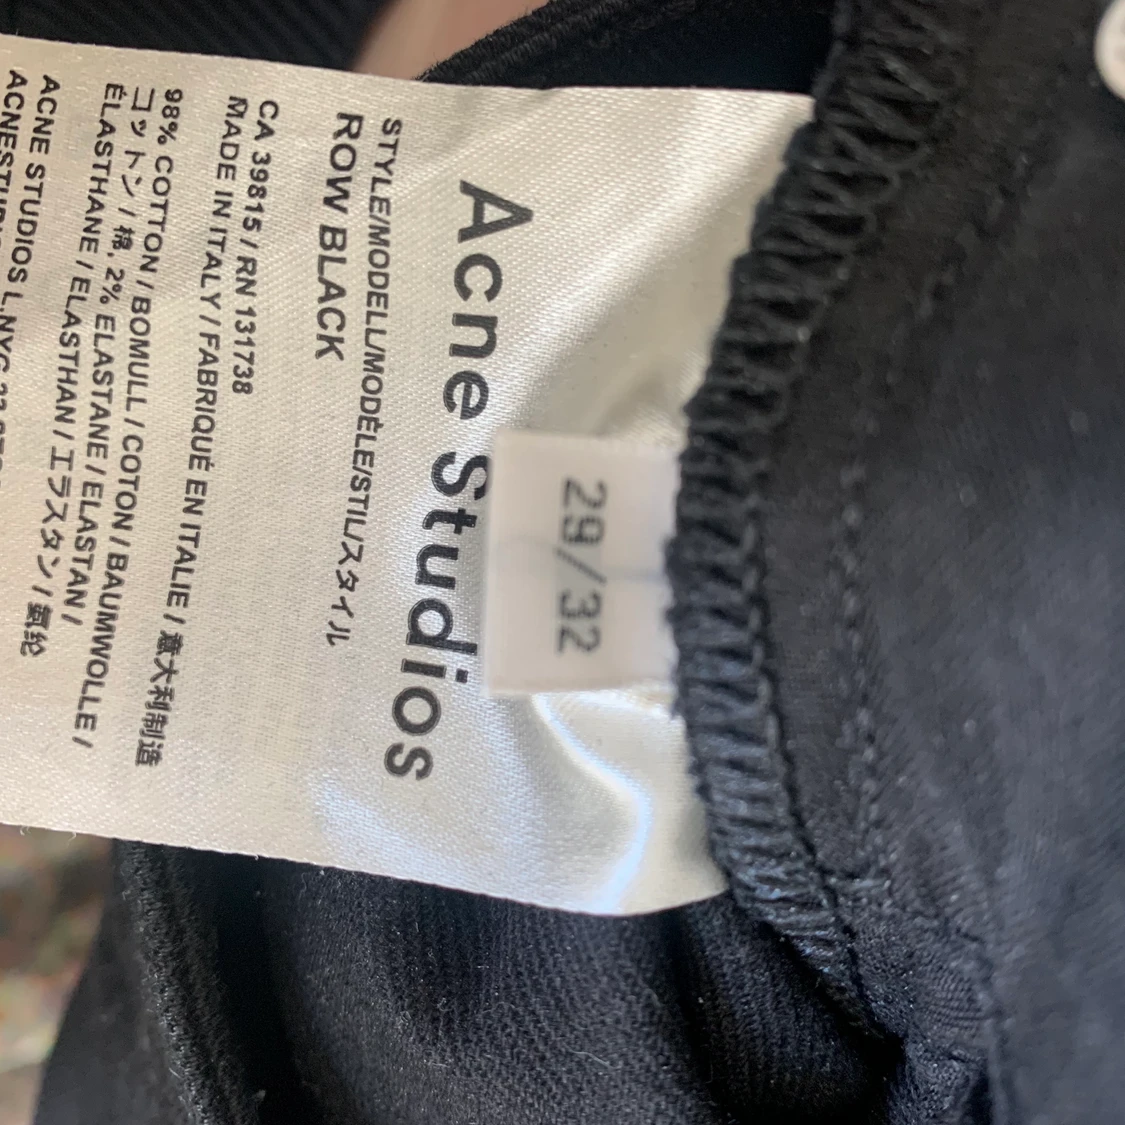 29/32
Acne Studios
STYLE/MODELL/MODÈLE/STIL/スタイル
ROW BLACK
CA 39815 / RN 131738
MADE IN ITALY / FABRIQUÉ EN ITALIE / 意大利制造
98% COTTON / BOMULL / COTON / BAUMWOLLE /
コットン / 棉. 2% ELASTANE / ELASTAN /
ÉLASTHANE / ELASTHAN / エラスタン / 氨纶
ACNE STUDIOS L.NYC